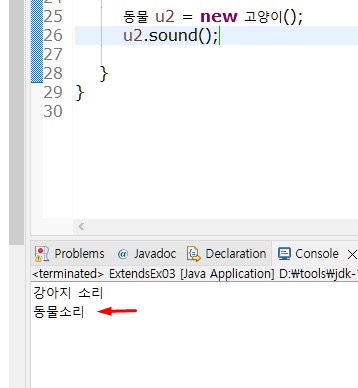 25 동물 u2 = new 고양이();
26 u2.sound();
27
28 }
29 }
30
Problems @ Javadoc Declaration Console
<terminated> ExtendsEx03 [Java Application] D:₩tools₩jdk-
강아지 소리
동물소리